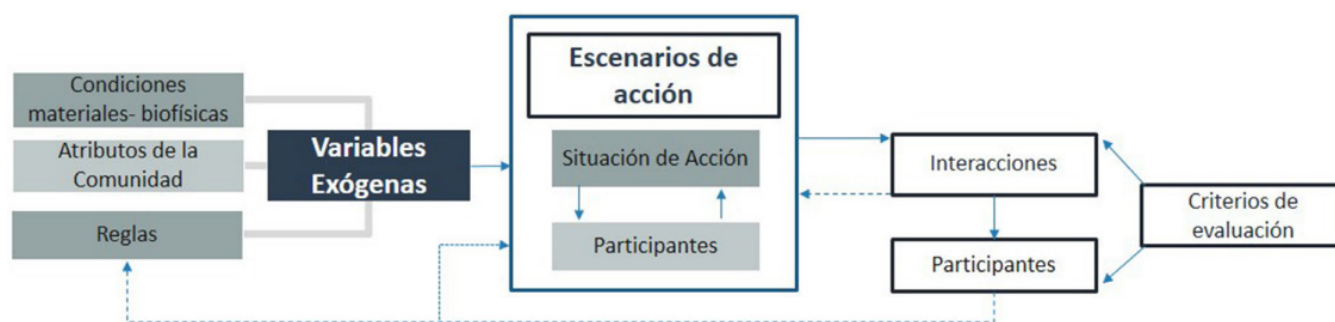 Condiciones
materiales- biofísicas
Atributos de la
Comunidad
Reglas
Variables
Exógenas
Escenarios de
acción
Situación de Acción
Participantes
Interacciones
Participantes
Criterios de
evaluación